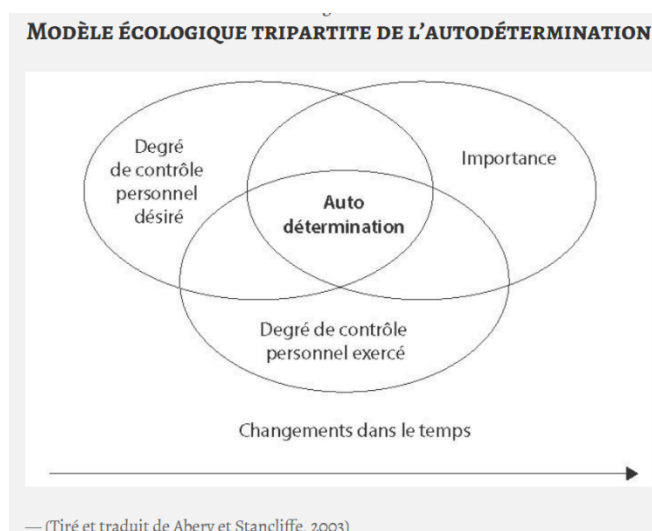 MODÈLE ÉCOLOGIQUE TRIPARTITE DE L'AUTODÉTERMINATION
Degré
de contrôle
personnel
désiré
Importance
Auto
détermination
Degré de contrôle
personnel exercé
Changements dans le temps
— (Tiré et traduit de Abery et Stancliffe, 2003)